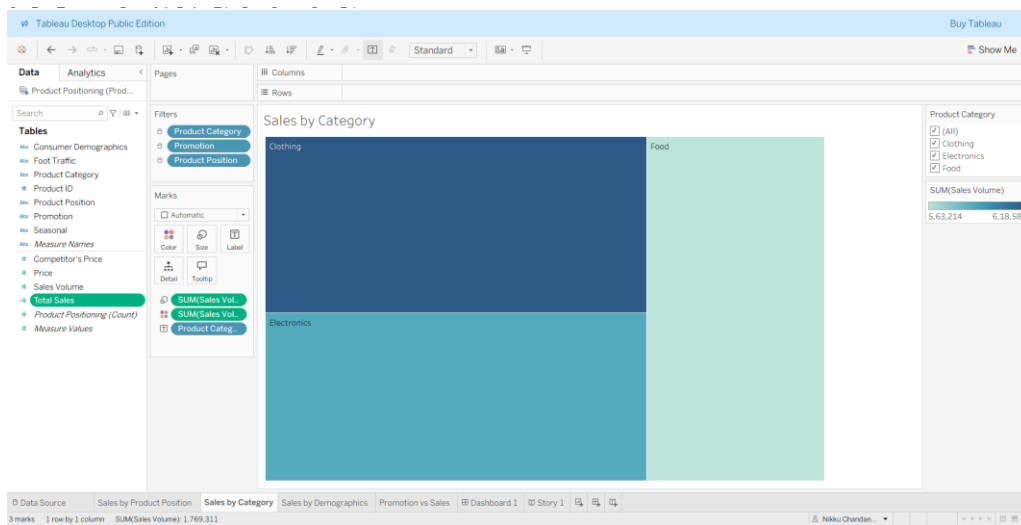 Tableau Desktop Public Edition
Buy Tableau
Standard
Show Me
Data
Analytics
Pages
Columns
Product Positioning (Prod...
Rows
Search
Filters
Sales by Category
Product Category
Tables
Product Category
(All)
Clothing
Food
Consumer Demographics
Promotion
Clothing
Foot Traffic
Product Position
Electronics
Product Category
Food
Product ID
Marks
SUM(Sales Volume)
Product Position
Promotion
Automatic
5,63,214
6,18,58
Seasonal
Measure Names
Color
Size
Label
Competitor's Price
Price
Detail
Tooltip
Sales Volume
Total Sales
SUM(Sales Vol..
Product Positioning (Count)
SUM(Sales Vol..
Electronics
Measure Values
Product Categ..
Data Source
Sales by Product Position
Sales by Category
Sales by Demographics
Promotion vs Sales
Dashboard 1
Story 1
3 marks
1 row by 1 column
SUM(Sales Volume): 1,769,311
Nikku Chandan...